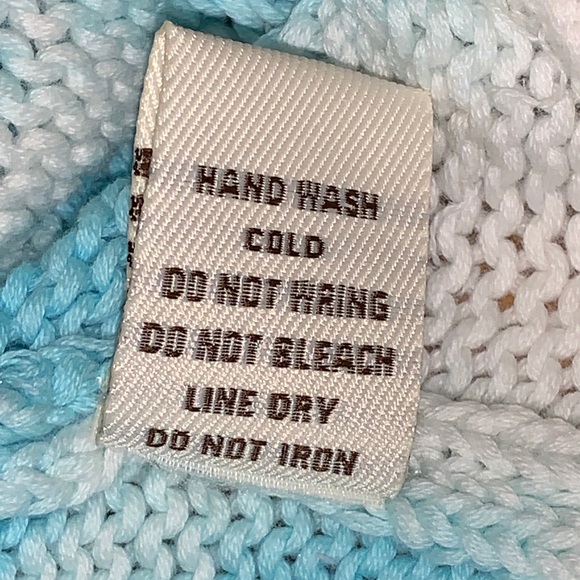 HAND WASH
COLD
DO NOT WRING
DO NOT BLEACH
LINE DRY
DO NOT IRON